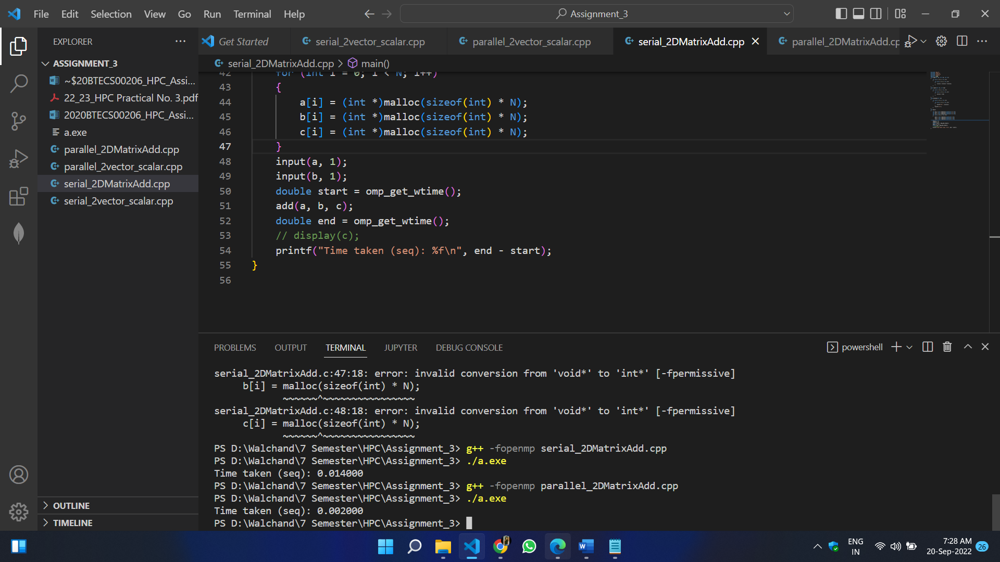 File Edit Selection View Go Run Terminal Help
Assignment_3
EXPLORER
Get Started
serial_2vector_scalar.cpp
parallel_2vector_scalar.cpp
serial_2DMatrixAdd.cpp
parallel_2DMatrixAdd.cp
ASSIGNMENT_3
~$20BTECS00206_HPC_Assi...
22_23_HPC Practical No. 3.pdf
2020BTECS00206_HPC_Assi...
a.exe
parallel_2DMatrixAdd.cpp
parallel_2vector_scalar.cpp
serial_2DMatrixAdd.cpp
serial_2vector_scalar.cpp
OUTLINE
TIMELINE
serial_2DMatrixAdd.cpp > main()
42 for (int i = 0; i < N; i++)
43 {
44 a[i] = (int *)malloc(sizeof(int) * N);
45 b[i] = (int *)malloc(sizeof(int) * N);
46 c[i] = (int *)malloc(sizeof(int) * N);
47 }
48 input(a, 1);
49 input(b, 1);
50 double start = omp_get_wtime();
51 add(a, b, c);
52 double end = omp_get_wtime();
53 // display(c);
54 printf("Time taken (seq): %f\n", end - start);
55 }
56
PROBLEMS OUTPUT TERMINAL JUPYTER DEBUG CONSOLE
powershell
serial_2DMatrixAdd.c:47:18: error: invalid conversion from 'void*' to 'int*' [-fpermissive]
b[i] = malloc(sizeof(int) * N);
~~~~~~^~~~~~~~~~~~~~~~~
serial_2DMatrixAdd.c:48:18: error: invalid conversion from 'void*' to 'int*' [-fpermissive]
c[i] = malloc(sizeof(int) * N);
~~~~~~^~~~~~~~~~~~~~~~~
PS D:\Walchand\7 Semester\HPC\Assignment_3> g++ -fopenmp serial_2DMatrixAdd.cpp
PS D:\Walchand\7 Semester\HPC\Assignment_3> ./a.exe
Time taken (seq): 0.014000
PS D:\Walchand\7 Semester\HPC\Assignment_3> g++ -fopenmp parallel_2DMatrixAdd.cpp
PS D:\Walchand\7 Semester\HPC\Assignment_3> ./a.exe
Time taken (seq): 0.002000
PS D:\Walchand\7 Semester\HPC\Assignment_3>
ENG
IN
7:28 AM
20-Sep-2022
26